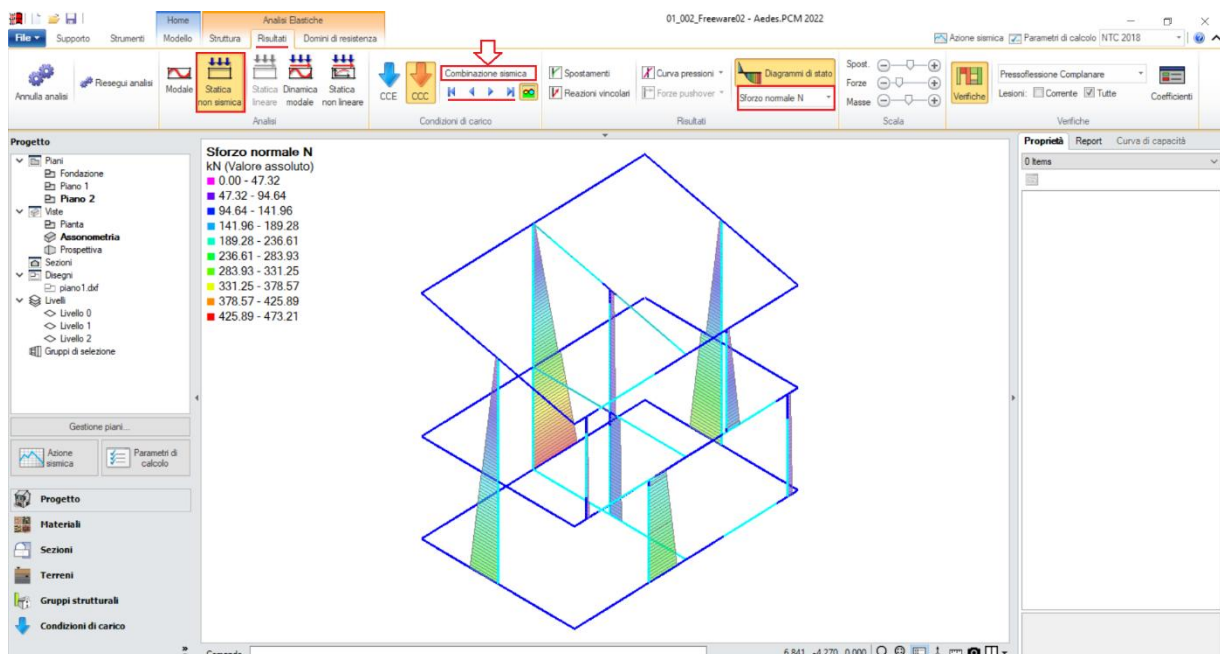 01_002_Freeware02 - Aedes.PCM 2022
Home
Analisi Elastiche
File
Supporto
Strumenti
Modello
Struttura
Risultati
Domini di resistenza
Azione sismica
Parametri di calcolo
NTC 2018
Annulla analisi
Riesegui analisi
Modale
Statica
non sismica
Statica
lineare
Dinamica
modale
Statica
non lineare
Analisi
CCE
CCC
Combinazione sismica
Condizioni di carico
Spostamenti
Reazioni vincolari
Curva pressioni
Forze pushover
Diagrammi di stato
Sforzo normale N
Risultati
Spost.
Forze
Masse
Scala
Verifiche
Pressoflessione Complanare
Lesioni: Corrente Tutte
Coefficienti
Verifiche
Progetto
Piani
Fondazione
Piano 1
Piano 2
Viste
Pianta
Assonometria
Prospettiva
Sezioni
Disegni
piano1.dxf
Livelli
Livello 0
Livello 1
Livello 2
Gruppi di selezione
Gestione piani...
Azione
sismica
Parametri di
calcolo
Progetto
Materiali
Sezioni
Terreni
Gruppi strutturali
Condizioni di carico
Sforzo normale N
kN (Valore assoluto)
0.00 - 47.32
47.32 - 94.64
94.64 - 141.96
141.96 - 189.28
189.28 - 236.61
236.61 - 283.93
283.93 - 331.25
331.25 - 378.57
378.57 - 425.89
425.89 - 473.21
Proprietà
Report
Curva di capacità
0 Items
Comando
6.841 -4.270 0.000